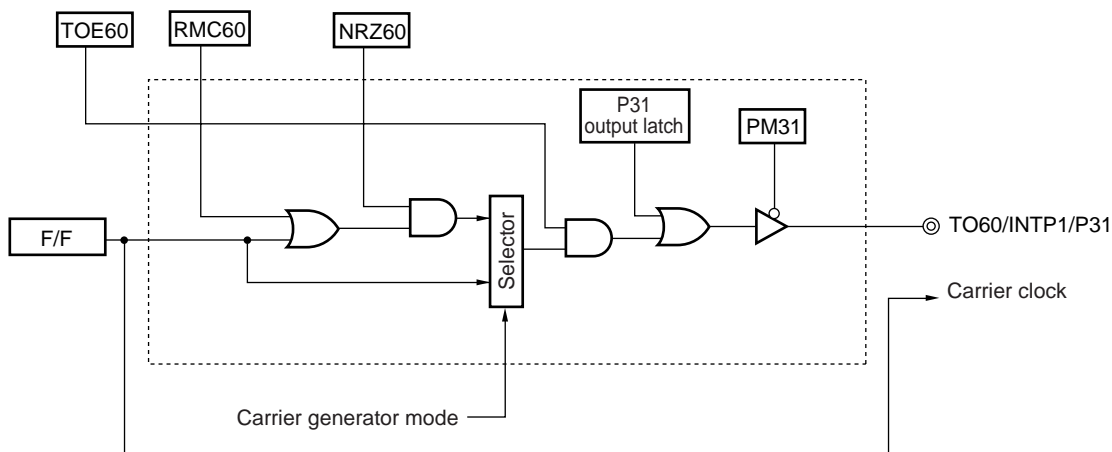 TOE60
RMC60
NRZ60
P31
output latch
PM31
F/F
Selector
TO60/INTP1/P31
Carrier clock
Carrier generator mode